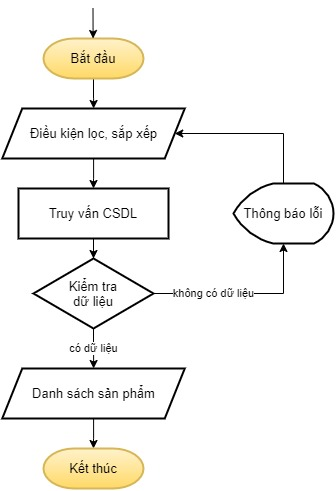 Bắt đầu
Điều kiện lọc, sắp xếp
Truy vấn CSDL
Thông báo lỗi
Kiểm tra
dữ liệu
không có dữ liệu
có dữ liệu
Danh sách sản phẩm
Kết thúc